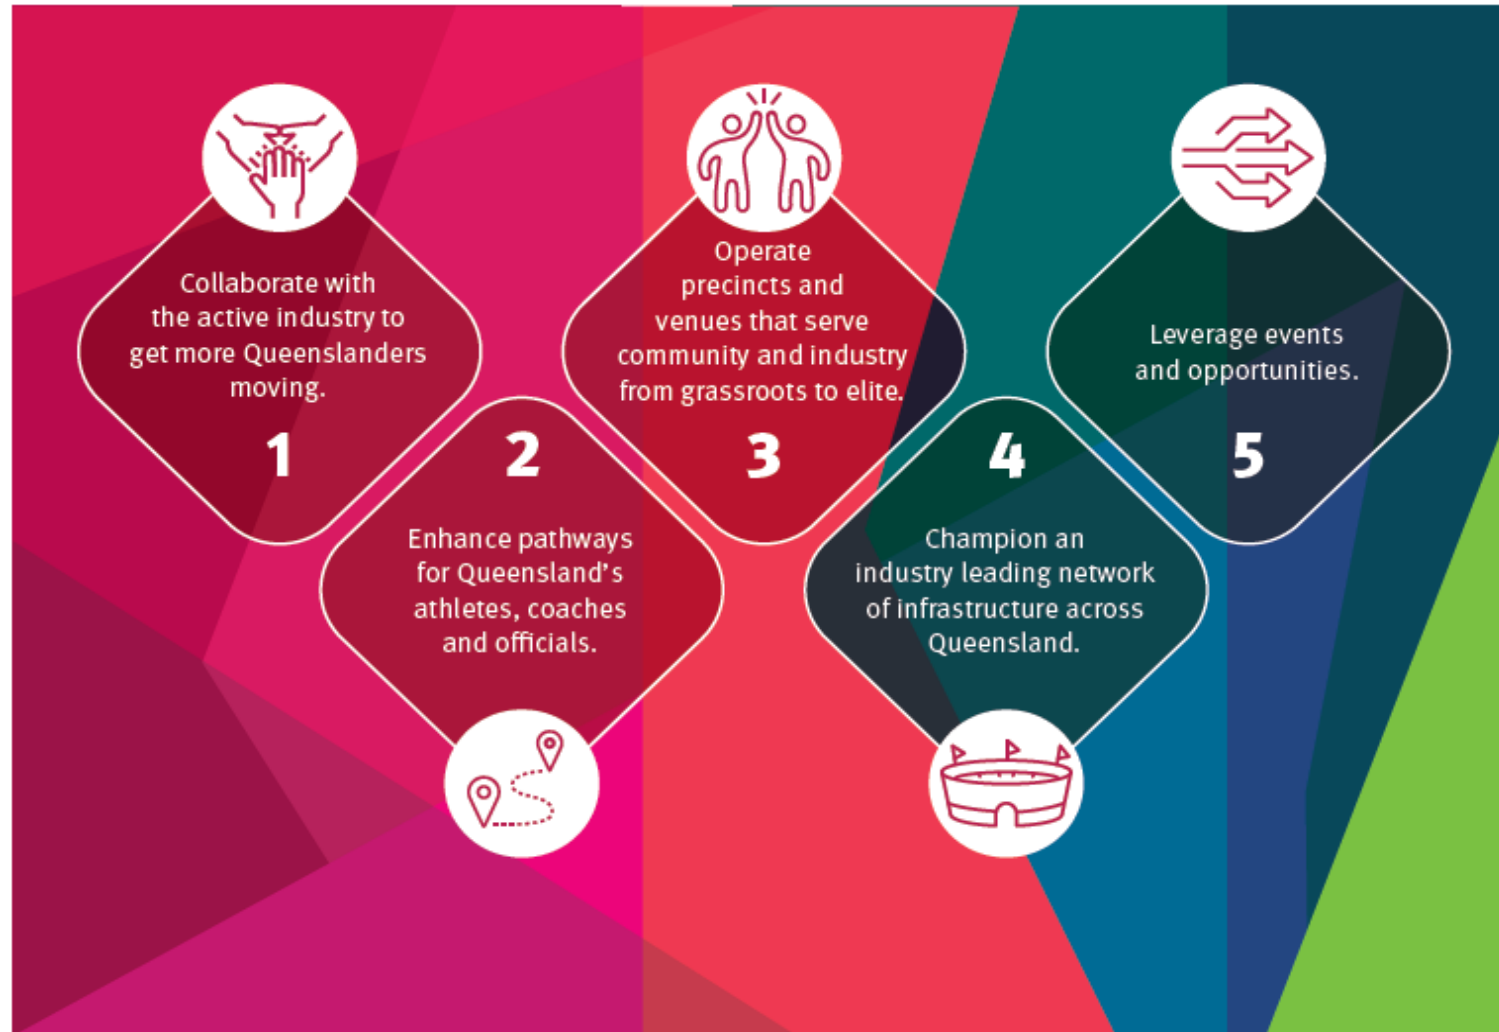 Collaborate with
the active industry to
get more Queenslanders
moving.
1
2
Enhance pathways
for Queensland’s
athletes, coaches
and officials.
Operate
precincts and
venues that serve
community and industry
from grassroots to elite.
3
4
Champion an
industry leading network
of infrastructure across
Queensland.
Leverage events
and opportunities.
5